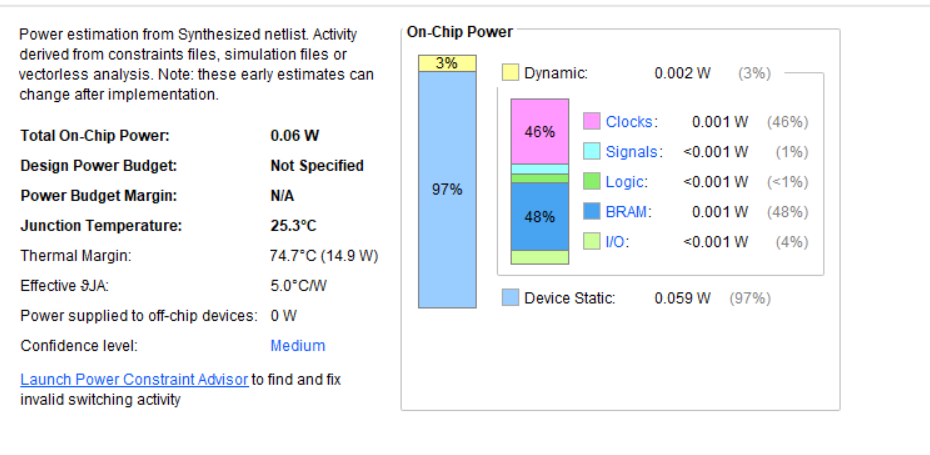 Power estimation from Synthesized netlist. Activity
derived from constraints files, simulation files or
vectorless analysis. Note: these early estimates can
change after implementation.
Total On-Chip Power: 0.06 W
Design Power Budget: Not Specified
Power Budget Margin: N/A
Junction Temperature: 25.3°C
Thermal Margin: 74.7°C (14.9 W)
Effective ϑJA: 5.0°C/W
Power supplied to off-chip devices: 0 W
Confidence level: Medium
Launch Power Constraint Advisor to find and fix
invalid switching activity
On-Chip Power
3%
97%
Dynamic: 0.002 W (3%)
46%
48%
Clocks: 0.001 W (46%)
Signals: <0.001 W (1%)
Logic: <0.001 W (<1%)
BRAM: 0.001 W (48%)
I/O: <0.001 W (4%)
Device Static: 0.059 W (97%)